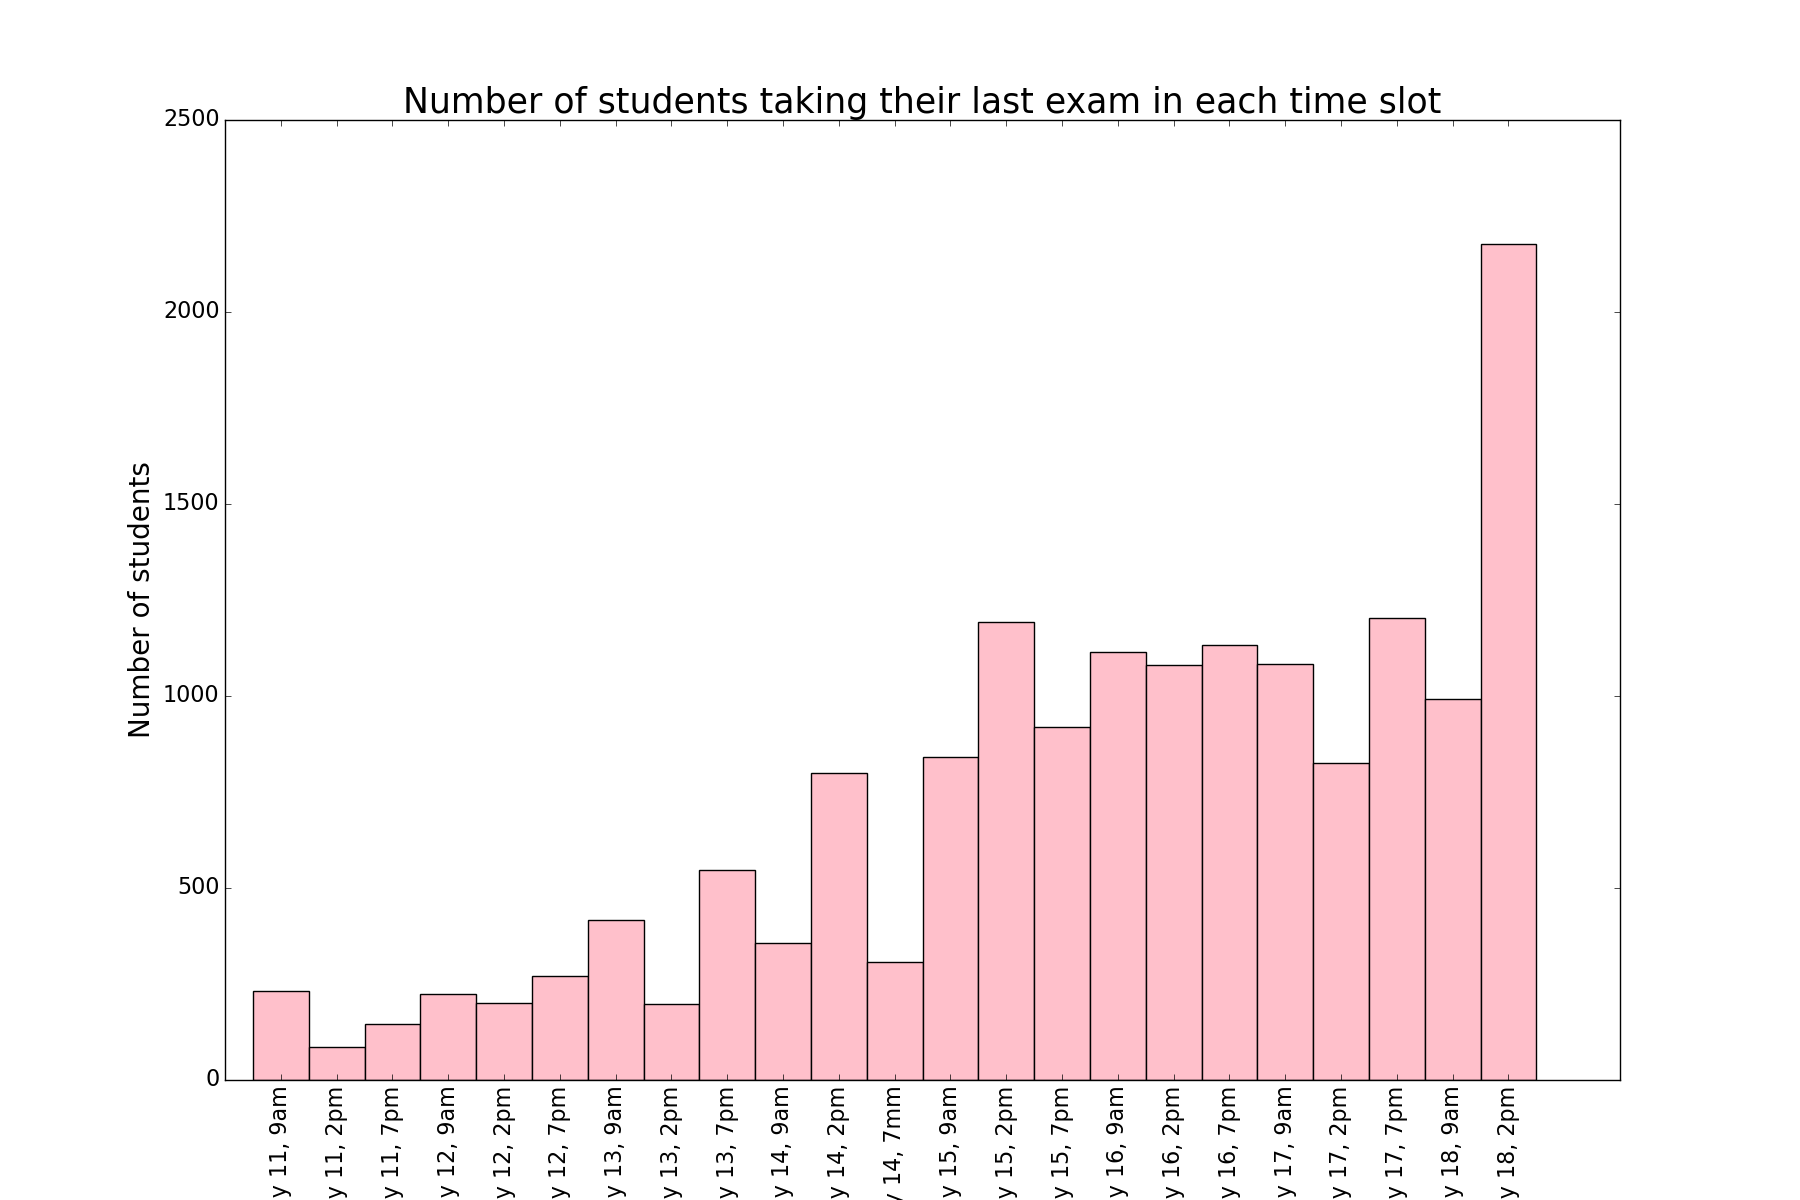 Number of students taking their last exam in each time slot
Number of students
2500
2000
1500
1000
500
0
y 11, 9am
y 11, 2pm
y 11, 7pm
y 12, 9am
y 12, 2pm
y 12, 7pm
y 13, 9am
y 13, 2pm
y 13, 7pm
y 14, 9am
y 14, 2pm
y 14, 7mm
y 15, 9am
y 15, 2pm
y 15, 7pm
y 16, 9am
y 16, 2pm
y 16, 7pm
y 17, 9am
y 17, 2pm
y 17, 7pm
y 18, 9am
y 18, 2pm